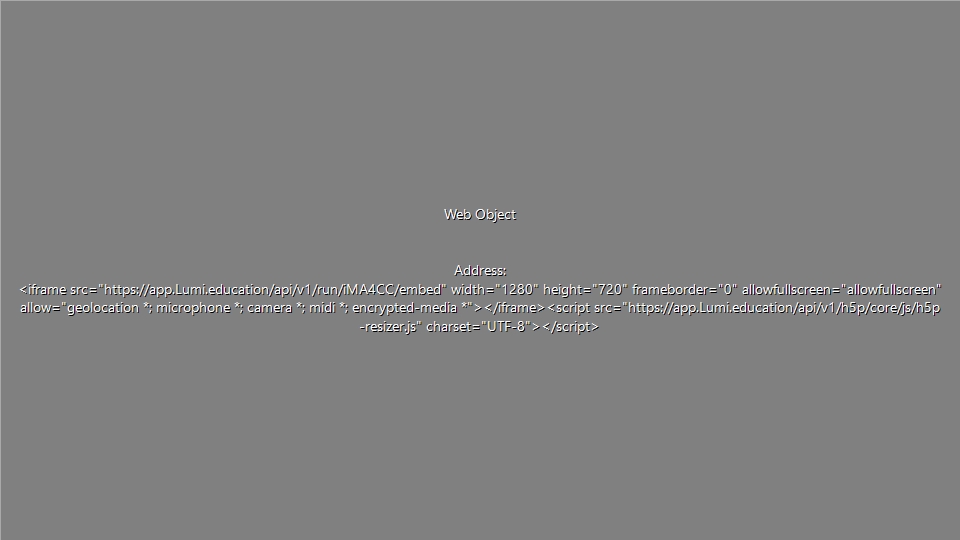 Web Object
Address:
<iframe src="https://app.Lumi.education/api/v1/run/iMA4CC/embed" width="1280" height="720" frameborder="0" allowfullscreen="allowfullscreen"
allow="geolocation *; microphone *; camera *; midi *; encrypted-media *"></iframe><script src="https://app.Lumi.education/api/v1/h5p/core/js/h5p
-resizer.js" charset="UTF-8"></script>